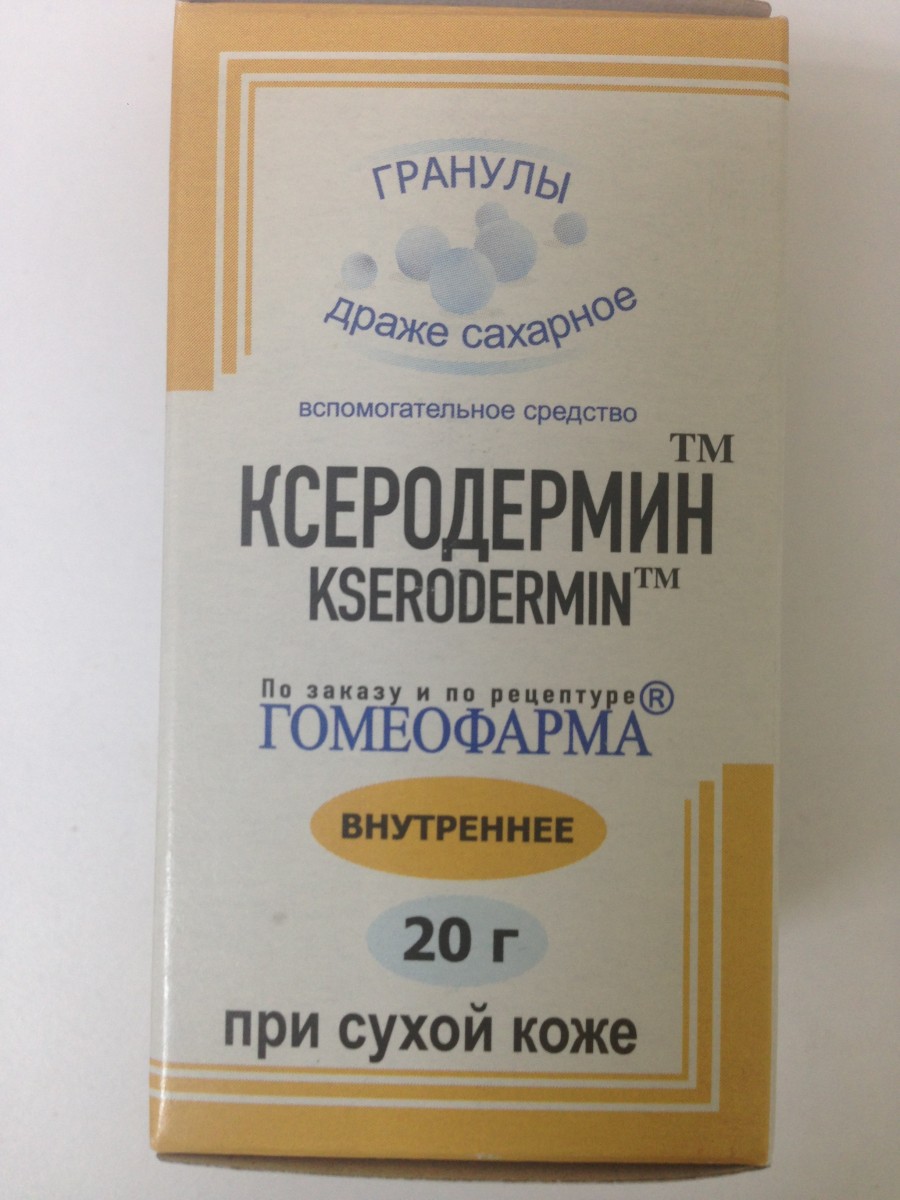 ГРАНУЛЫ
драже сахарное
вспомогательное средство
КСЕРОДЕРМИН™
KSERODERMIN™
По заказу и по рецептуре
ГОМЕОФАРМА®
ВНУТРЕННЕЕ
20 г
при сухой коже